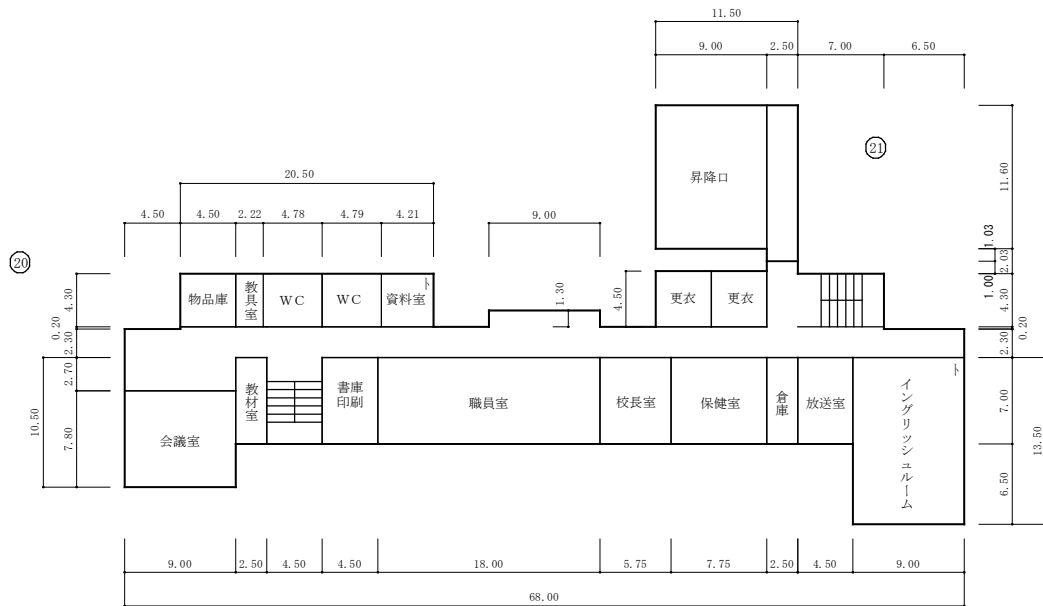 11.50
9.00
2.50
7.00
6.50
㉑
昇降口
11.60
1.03
2.03
1.00
4.30
0.20
2.30
20.50
4.50
4.50
2.22
4.78
4.79
4.21
9.00
⑳
4.30
0.20
2.30
2.70
10.50
7.80
物品庫
教具室
WC
WC
資料室
ト
1.30
4.50
更衣
更衣
会議室
教材室
書庫
印刷
職員室
校長室
保健室
倉庫
放送室
イングリッシュルーム
ト
7.00
13.50
6.50
9.00
2.50
4.50
4.50
18.00
5.75
7.75
2.50
4.50
9.00
68.00